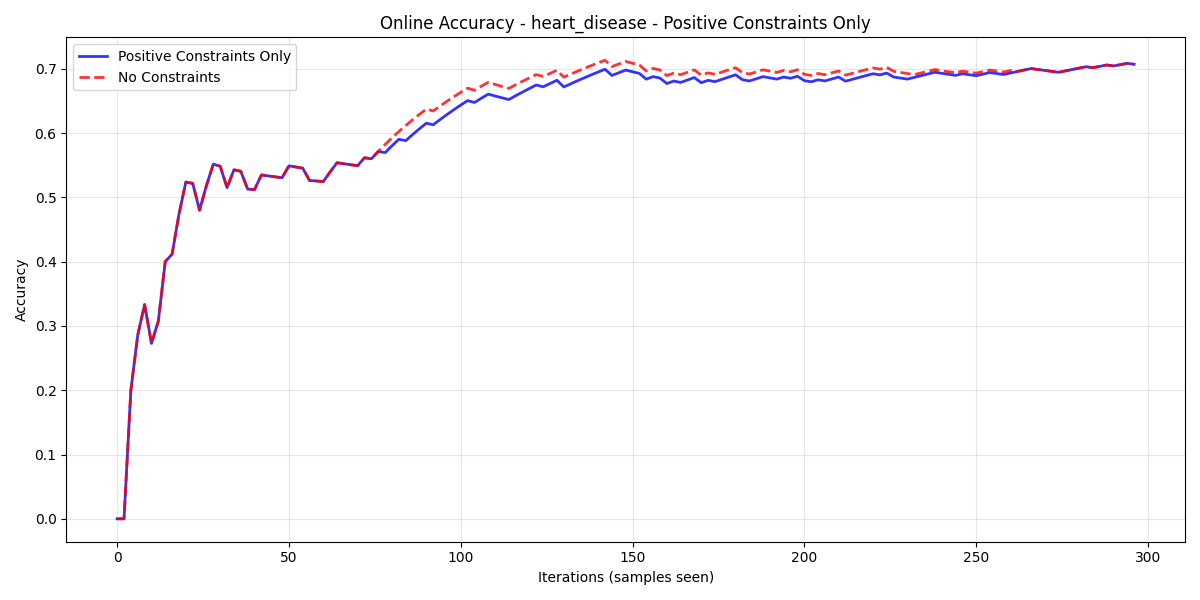 Online Accuracy - heart_disease - Positive Constraints Only
Positive Constraints Only
No Constraints
Accuracy
0.7
0.6
0.5
0.4
0.3
0.2
0.1
0.0
0 50 100 150 200 250 300
Iterations (samples seen)